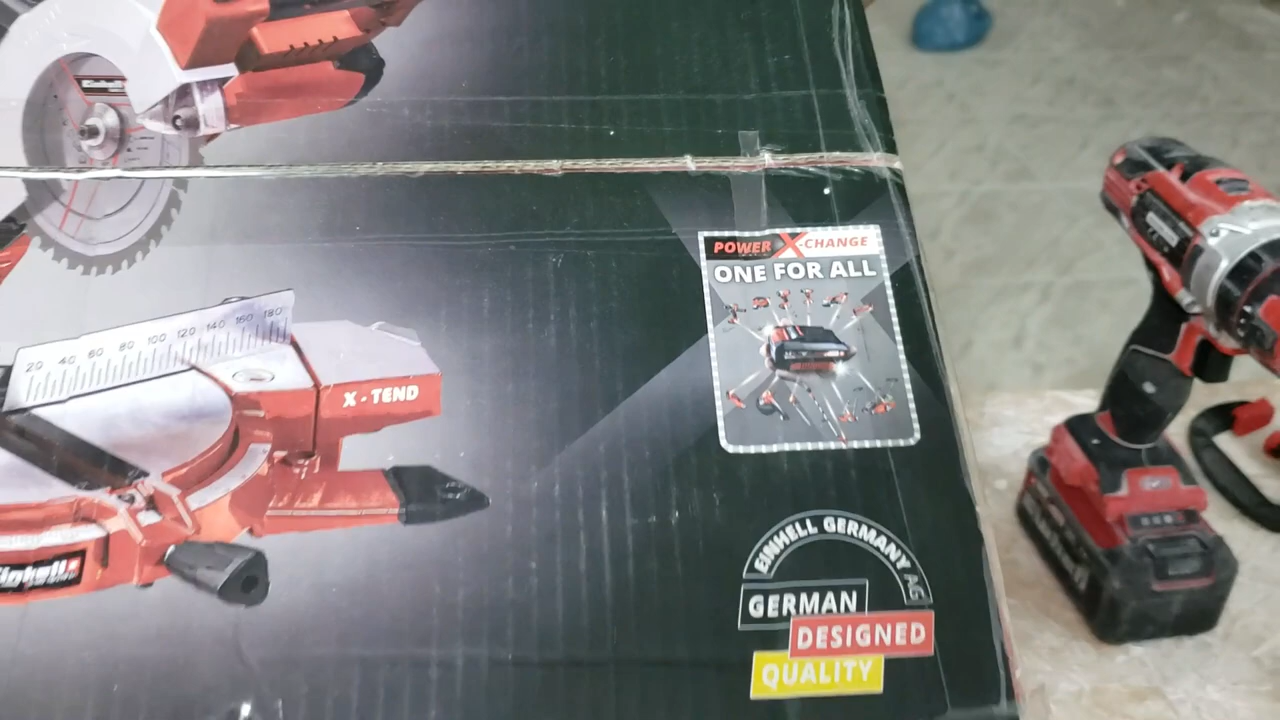 POWER X-CHANGE
ONE FOR ALL
20 40 60 80 100 120 140 160 180
X-TEND
Einhell
EINHELL GERMANY AG
GERMAN
DESIGNED
QUALITY